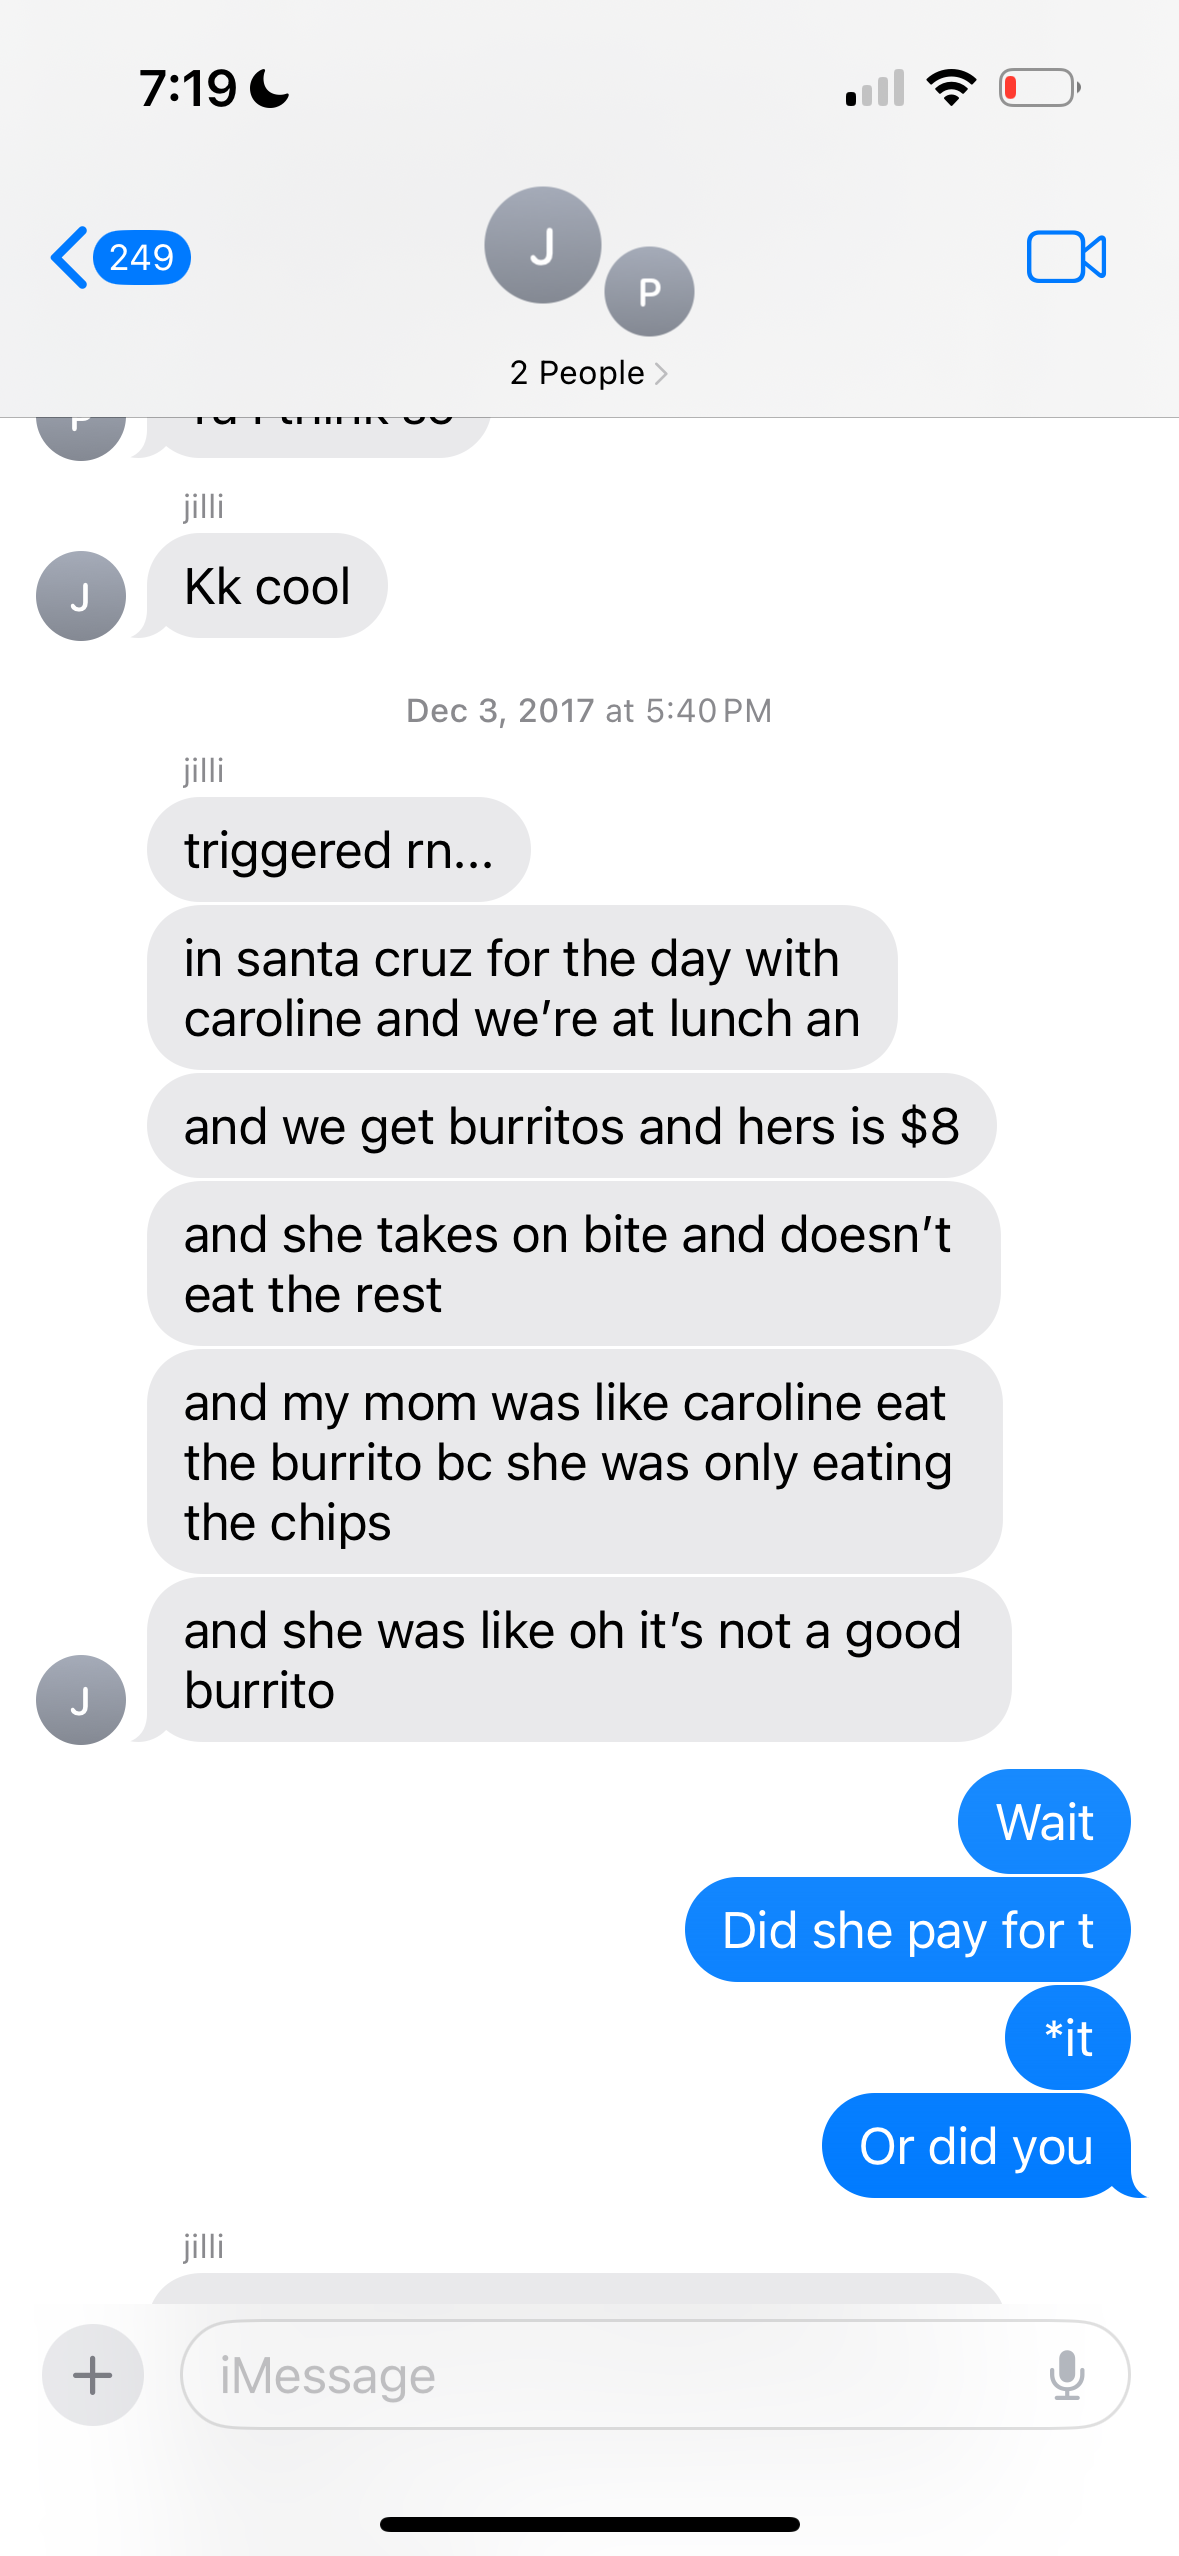 7:19
249
J
P
2 People
jilli
J
Kk cool
Dec 3, 2017 at 5:40 PM
jilli
triggered rn...
in santa cruz for the day with
caroline and we're at lunch an
and we get burritos and hers is $8
and she takes on bite and doesn't
eat the rest
and my mom was like caroline eat
the burrito bc she was only eating
the chips
and she was like oh it's not a good
burrito
J
Wait
Did she pay for t
*it
Or did you
jilli
iMessage